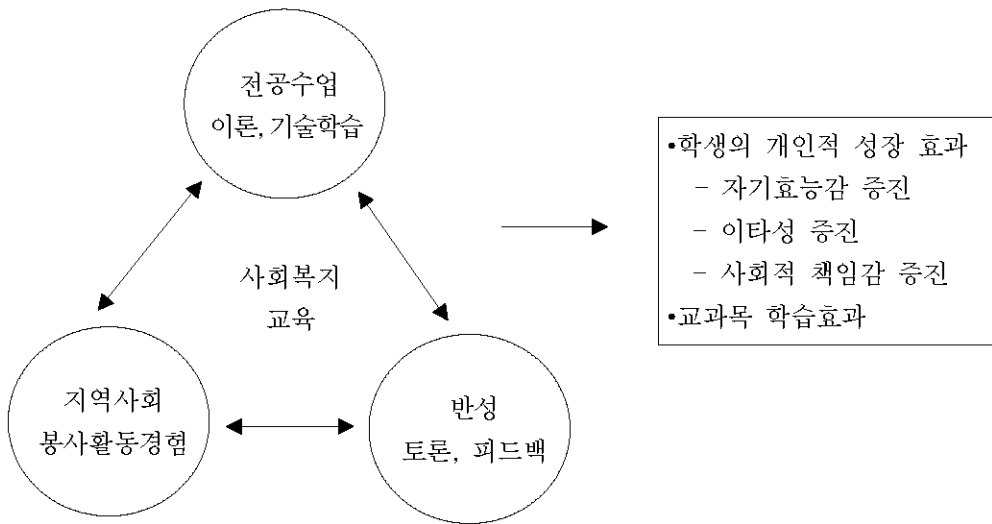 전공수업
이론, 기술학습
사회복지
교육
지역사회
봉사활동경험
반성
토론, 피드백
•학생의 개인적 성장 효과
- 자기효능감 증진
- 이타성 증진
- 사회적 책임감 증진
•교과목 학습효과